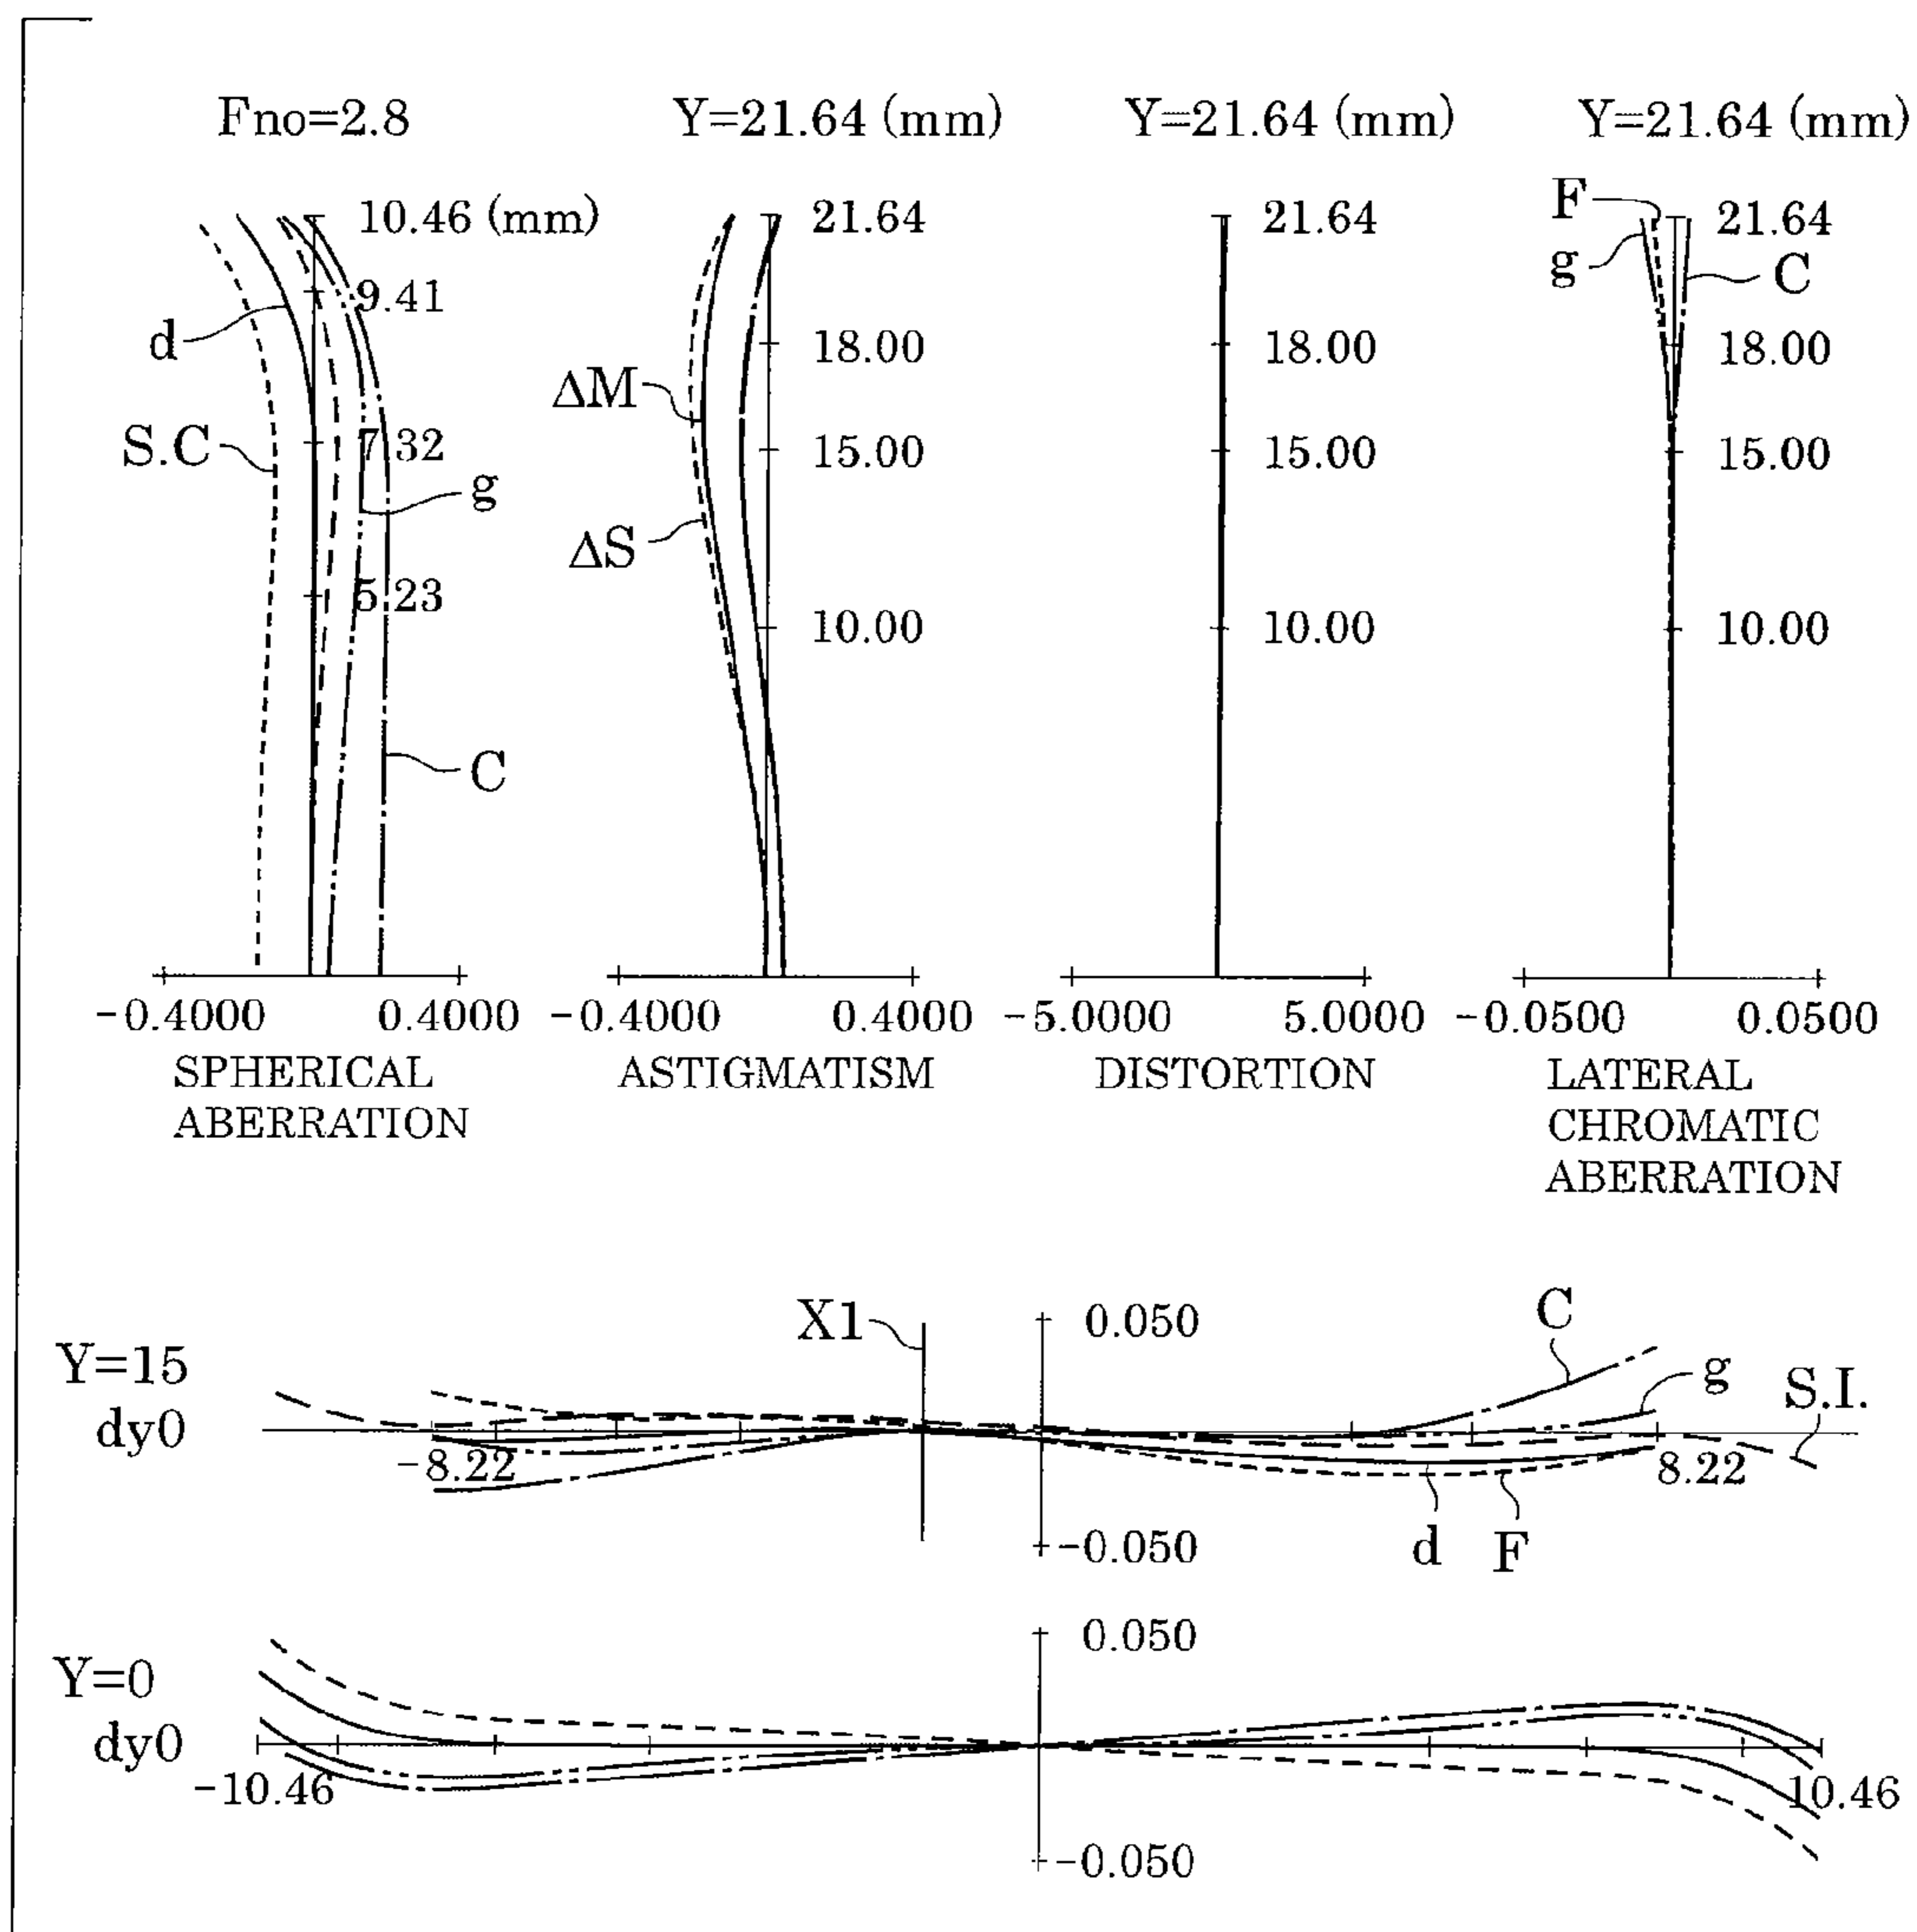 Fno=2.8
10.46 (mm)
9.41
d
7.32
S.C
g
5.23
C
-0.4000 0.4000
SPHERICAL
ABERRATION
Y=21.64 (mm)
21.64
18.00
ΔM
15.00
ΔS
10.00
-0.4000 0.4000
ASTIGMATISM
Y=21.64 (mm)
21.64
18.00
15.00
10.00
-5.0000 5.0000
DISTORTION
Y=21.64 (mm)
F
21.64
g
C
18.00
15.00
10.00
-0.0500 0.0500
LATERAL
CHROMATIC
ABERRATION
X1
0.050
C
Y=15
g
S.I.
dy0
-8.22
8.22
d
F
-0.050
0.050
Y=0
dy0
-10.46
10.46
-0.050